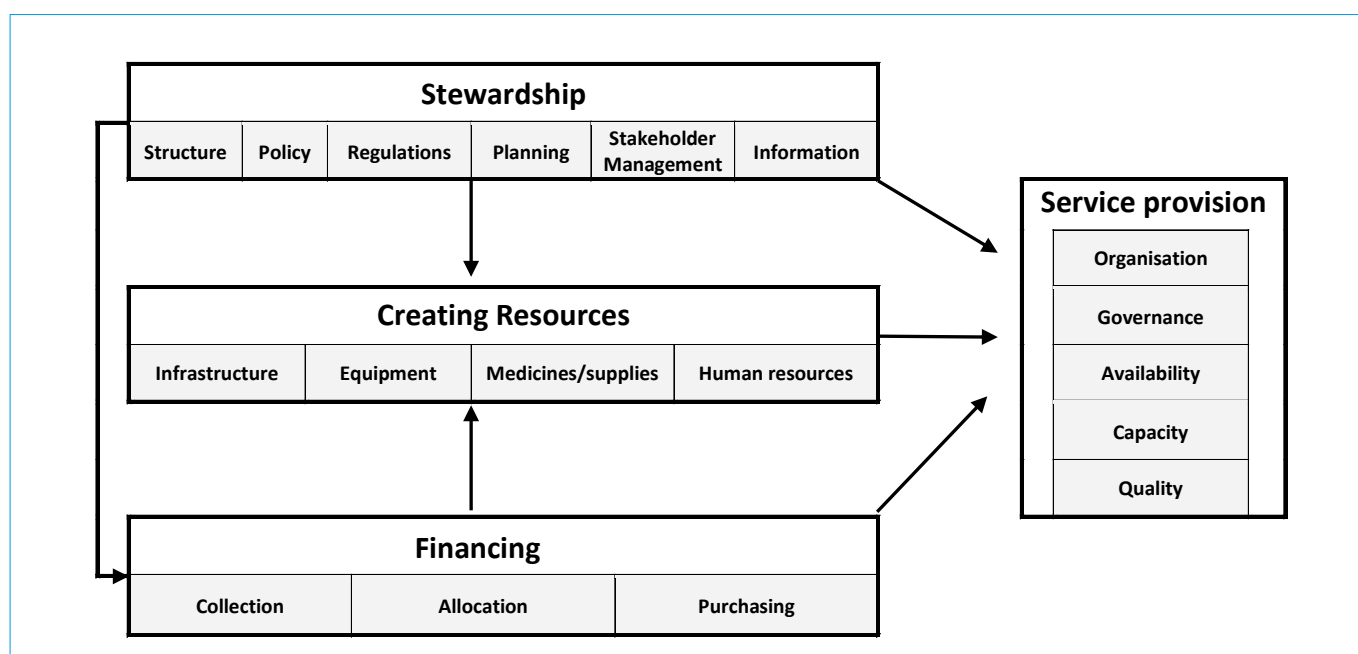 Stewardship
Structure
Policy
Regulations
Planning
Stakeholder
Management
Information
Creating Resources
Infrastructure
Equipment
Medicines/supplies
Human resources
Financing
Collection
Allocation
Purchasing
Service provision
Organisation
Governance
Availability
Capacity
Quality